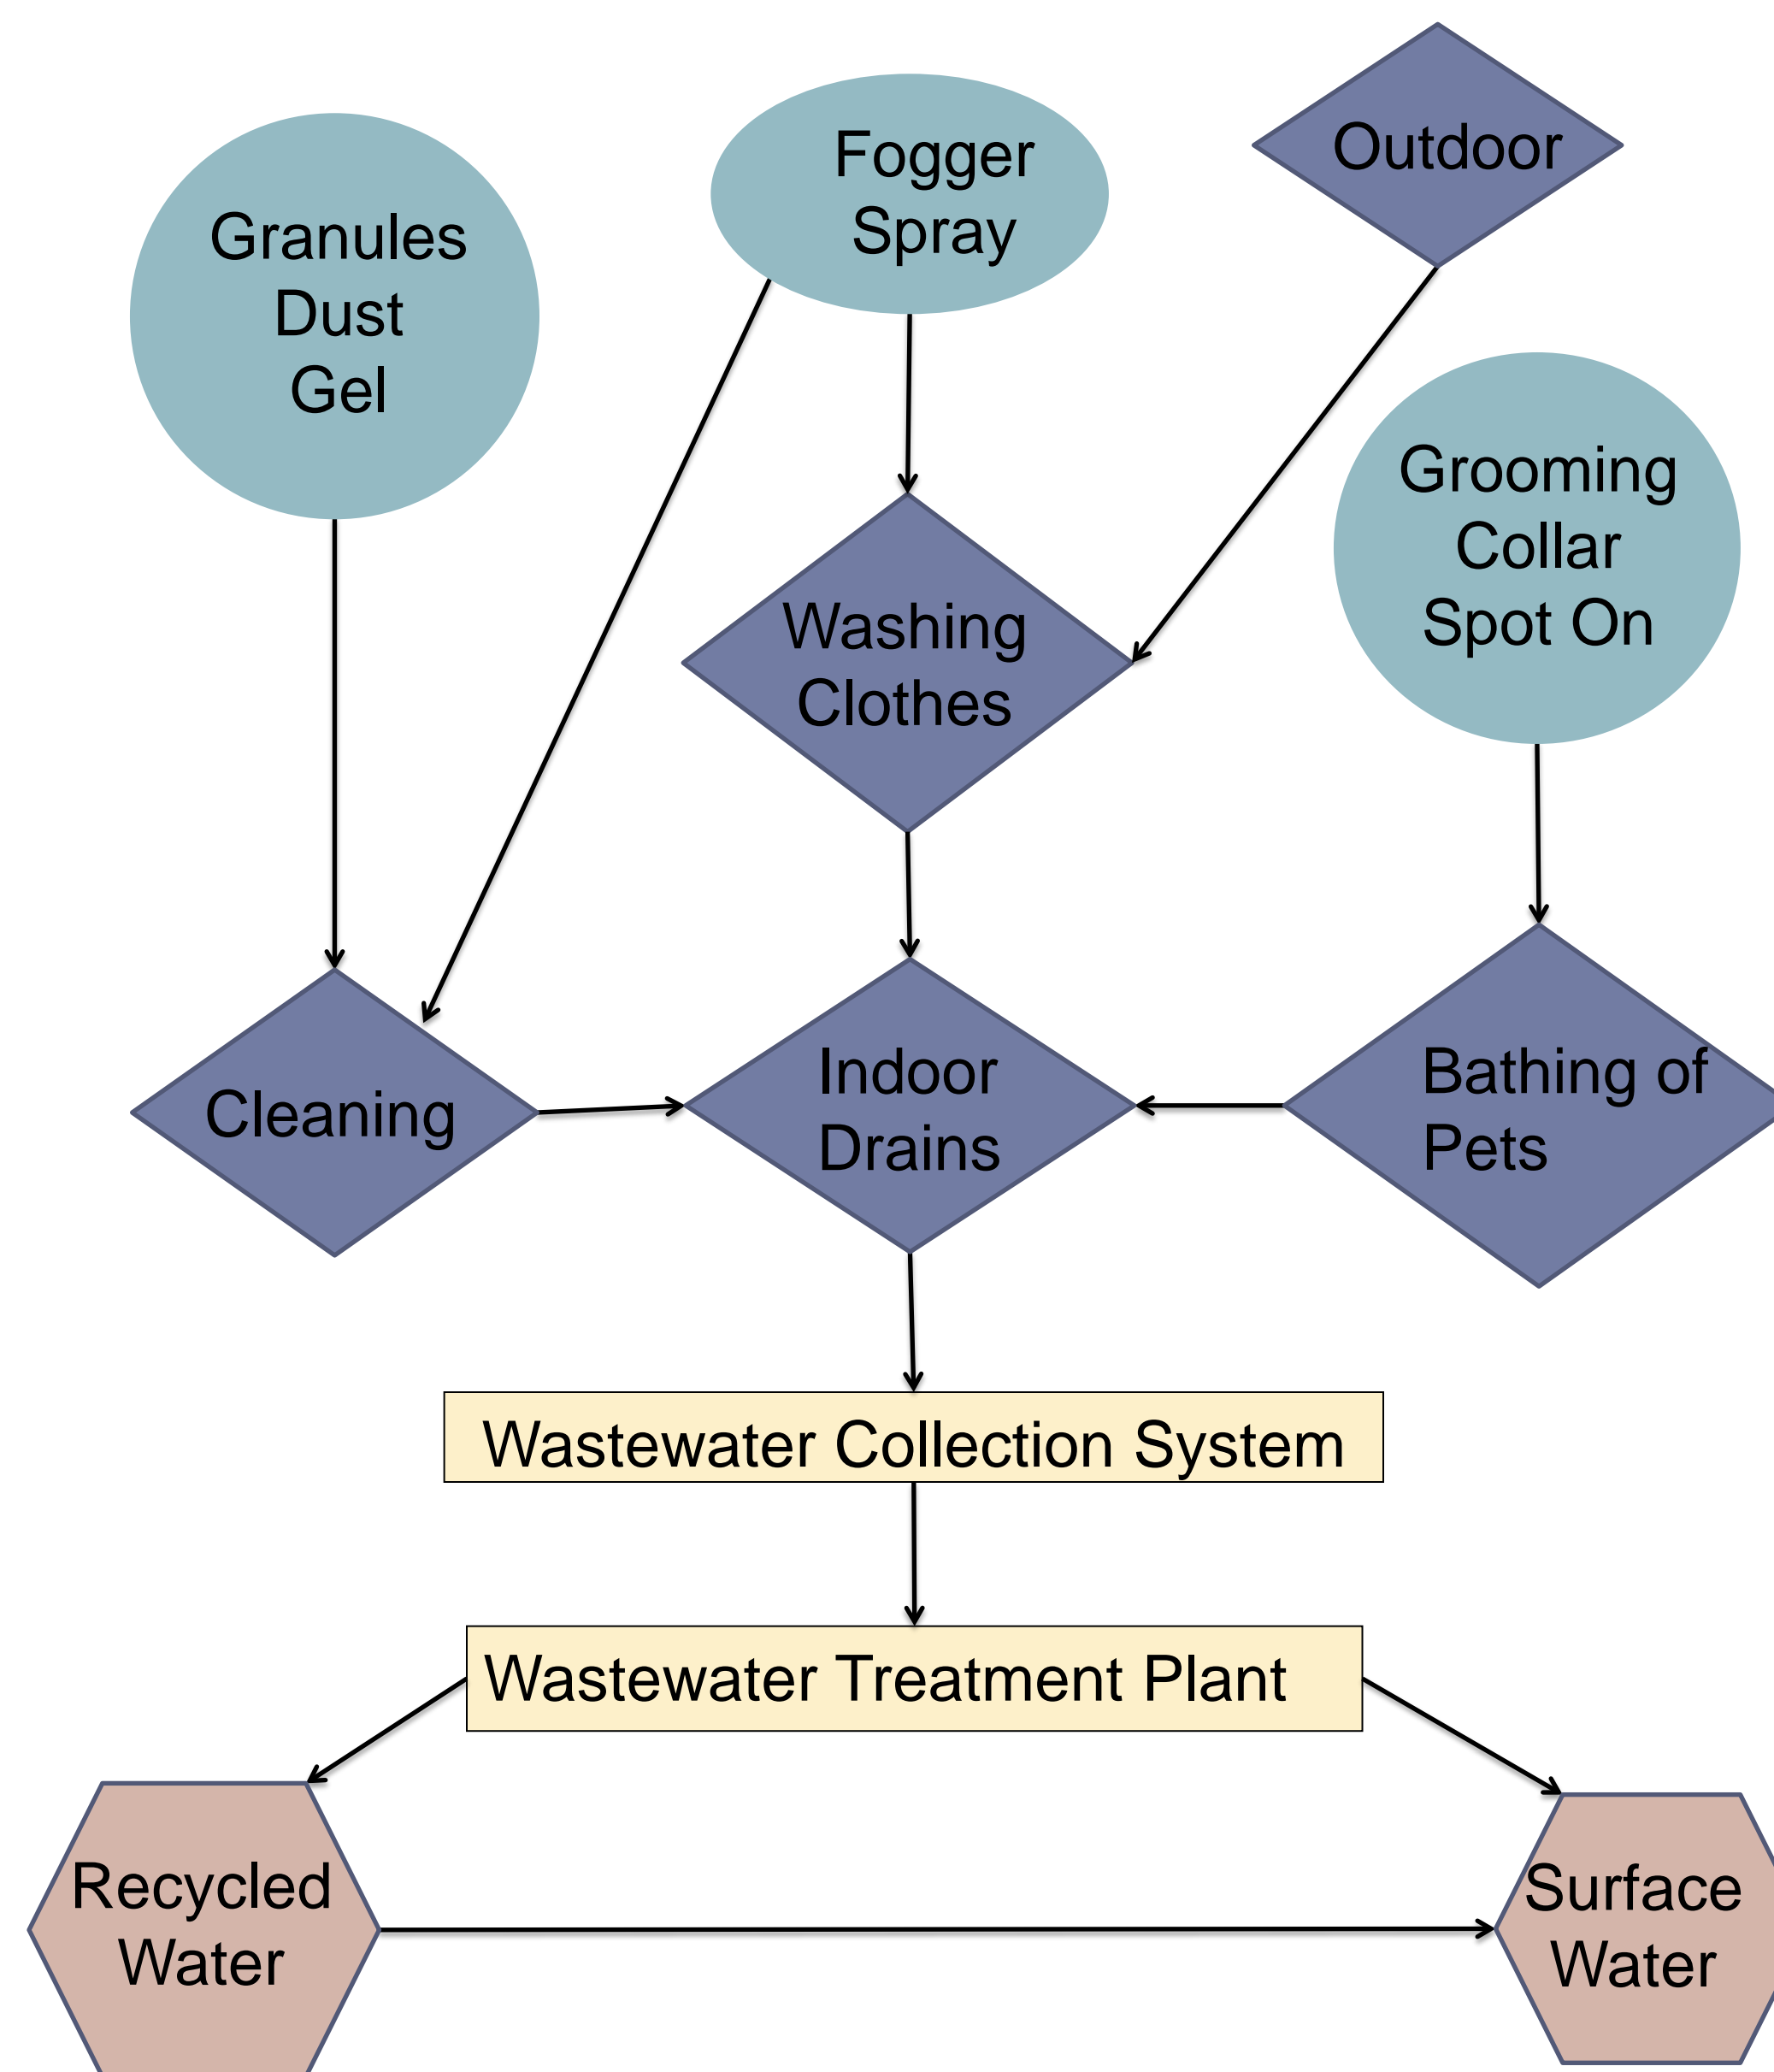 Granules
Dust
Gel
Fogger
Spray
Outdoor
Grooming
Collar
Spot On
Washing
Clothes
Cleaning
Indoor
Drains
Bathing of
Pets
Wastewater Collection System
Wastewater Treatment Plant
Recycled
Water
Surface
Water